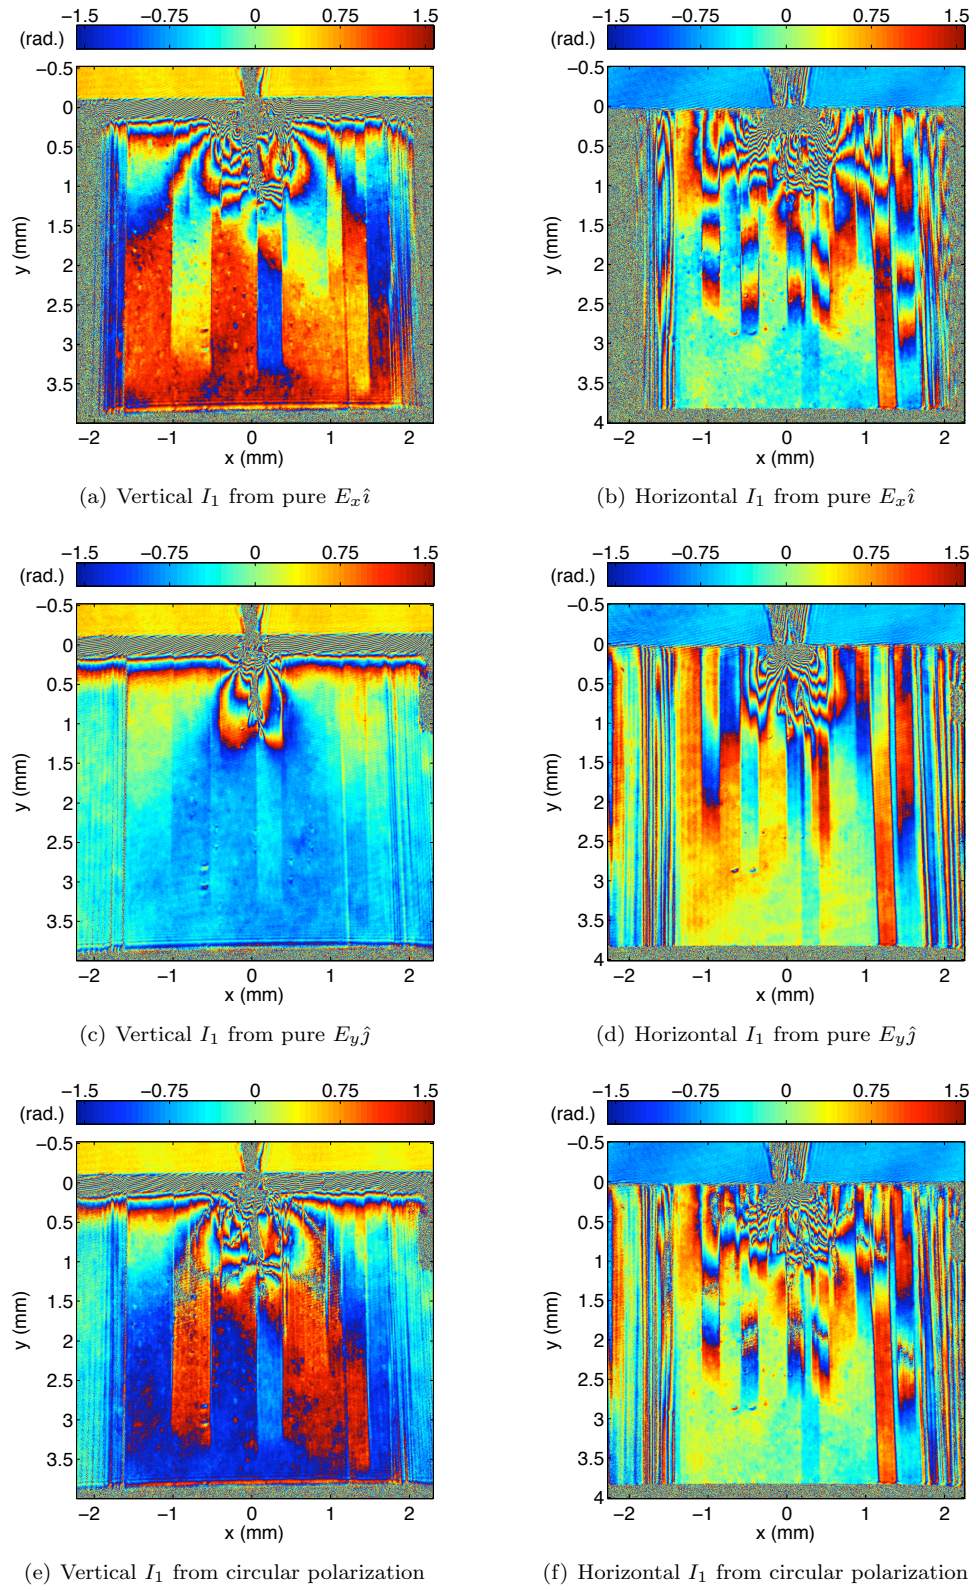 −1.5 −0.75 0 0.75 1.5
(rad.)
−0.5
0
0.5
1
1.5
2
2.5
3
3.5
y (mm)
−2 −1 0 1 2
x (mm)
(a) Vertical I₁ from pure Eₓî
−1.5 −0.75 0 0.75 1.5
(rad.)
−0.5
0
0.5
1
1.5
2
2.5
3
3.5
4
y (mm)
−2 −1 0 1 2
x (mm)
(b) Horizontal I₁ from pure Eₓî
−1.5 −0.75 0 0.75 1.5
(rad.)
−0.5
0
0.5
1
1.5
2
2.5
3
3.5
y (mm)
−2 −1 0 1 2
x (mm)
(c) Vertical I₁ from pure E_yĵ
−1.5 −0.75 0 0.75 1.5
(rad.)
−0.5
0
0.5
1
1.5
2
2.5
3
3.5
4
y (mm)
−2 −1 0 1 2
x (mm)
(d) Horizontal I₁ from pure E_yĵ
−1.5 −0.75 0 0.75 1.5
(rad.)
−0.5
0
0.5
1
1.5
2
2.5
3
3.5
y (mm)
−2 −1 0 1 2
x (mm)
(e) Vertical I₁ from circular polarization
−1.5 −0.75 0 0.75 1.5
(rad.)
−0.5
0
0.5
1
1.5
2
2.5
3
3.5
4
y (mm)
−2 −1 0 1 2
x (mm)
(f) Horizontal I₁ from circular polarization